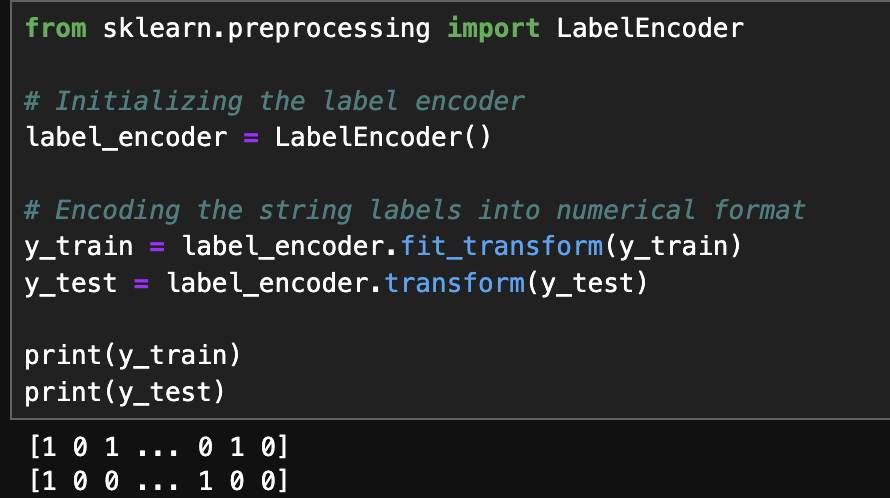 from sklearn.preprocessing import LabelEncoder
# Initializing the label encoder
label_encoder = LabelEncoder()
# Encoding the string labels into numerical format
y_train = label_encoder.fit_transform(y_train)
y_test = label_encoder.transform(y_test)
print(y_train)
print(y_test)
[1 0 1 ... 0 1 0]
[1 0 0 ... 1 0 0]